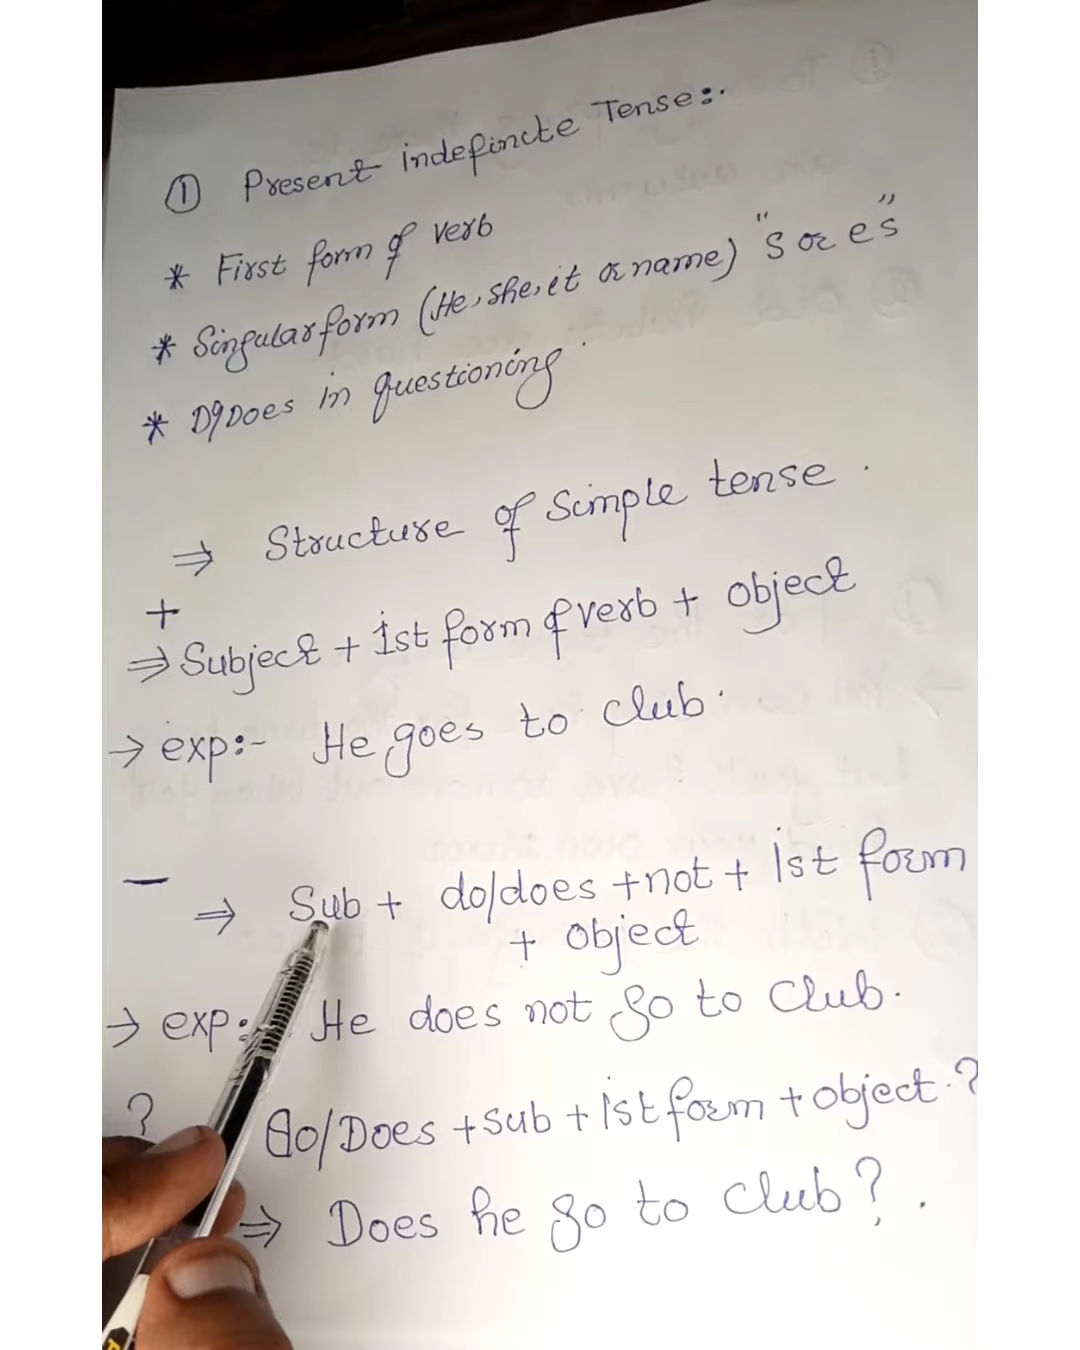 ① Present indefincte Tense:-
* First form of verb
* Singular form (He, she, it or name) "s or es"
* D9/Does in questioning.
⇒ Structure of Simple tense.
+
⇒ Subject + 1st form of verb + object
→ exp:- He goes to club.
–
⇒ Sub + do/does + not + 1st form
+ object
→ exp: He does not go to club.
? Do/Does + sub + 1st form + object.?
⇒ Does he go to club?.